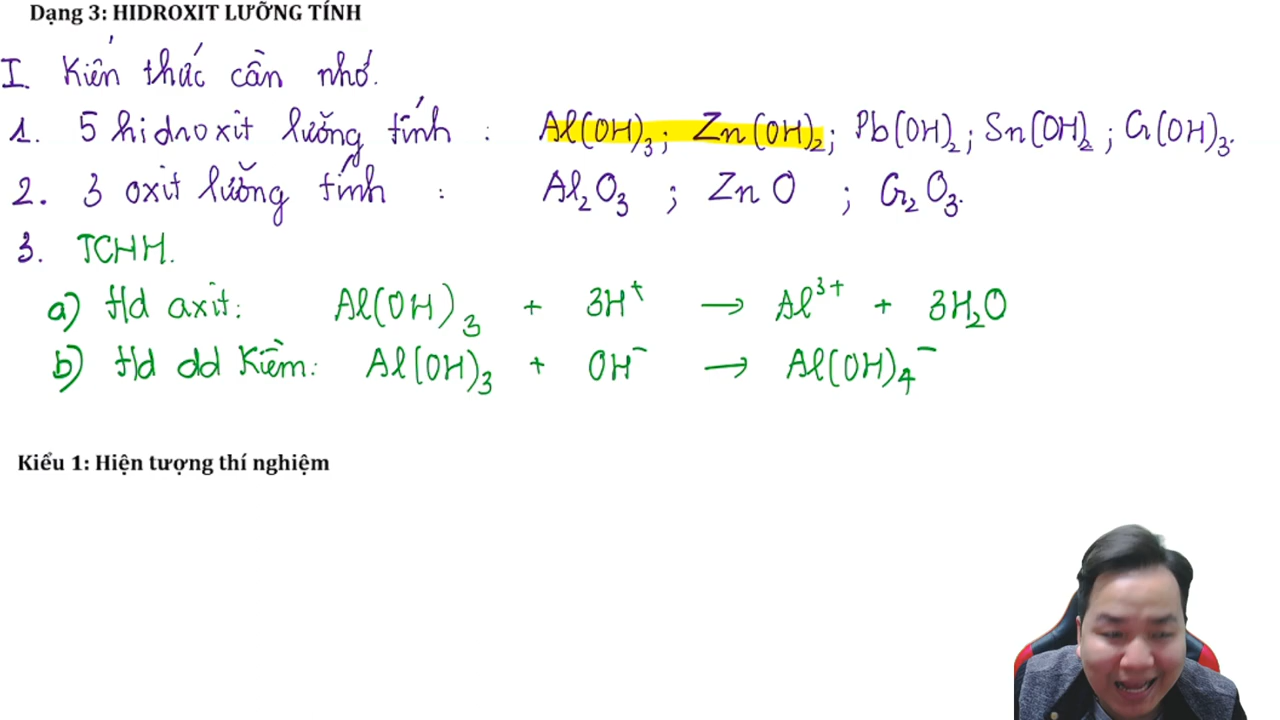 Dạng 3: HIDROXIT LƯỠNG TÍNH
I. Kiến thức cần nhớ.
1. 5 hidroxit lưỡng tính : Al(OH)₃; Zn(OH)₂; Pb(OH)₂; Sn(OH)₂; Cr(OH)₃.
2. 3 oxit lưỡng tính : Al₂O₃ ; ZnO ; Cr₂O₃.
3. TCHH.
a) t/d axit: Al(OH)₃ + 3H⁺ → Al³⁺ + 3H₂O
b) t/d dd kiềm: Al(OH)₃ + OH⁻ → Al(OH)₄⁻
Kiểu 1: Hiện tượng thí nghiệm